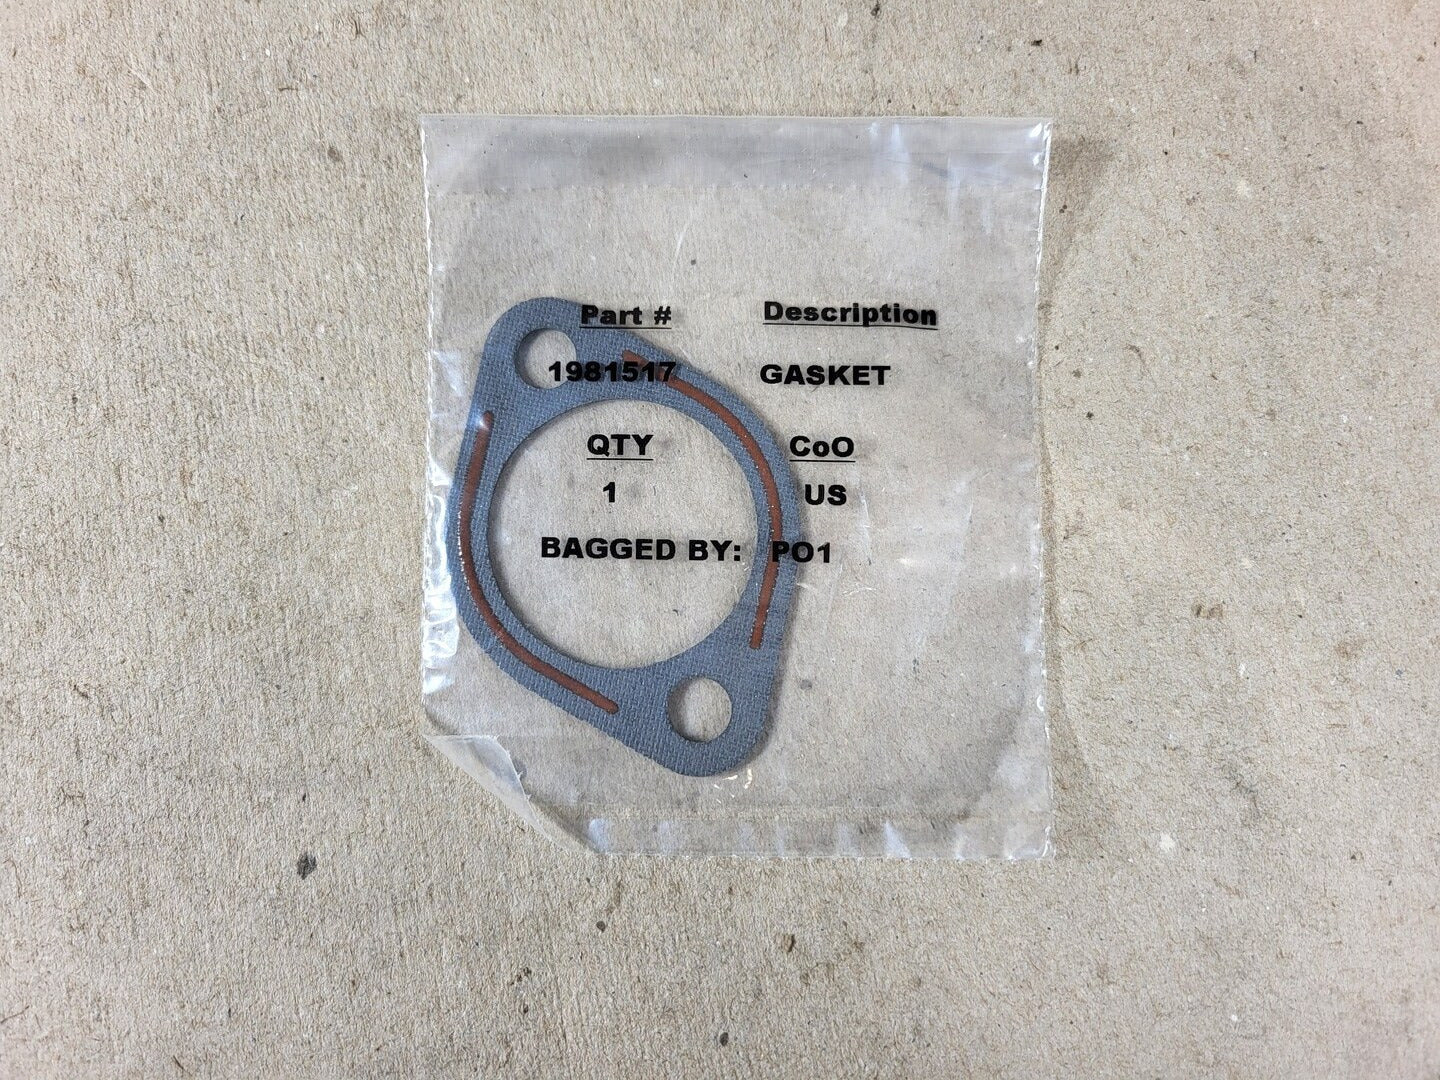 Part # Description
1981517 GASKET
QTY CoO
1 US
BAGGED BY: PO1